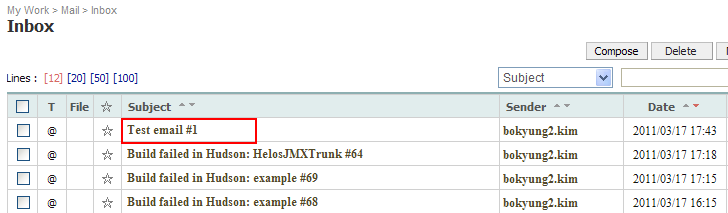 My Work > Mail > Inbox
Inbox
Compose Delete
Lines : [12] [20] [50] [100] Subject
T File ☆ Subject Sender Date
@ ☆ Test email #1 bokyung2.kim 2011/03/17 17:43
@ ☆ Build failed in Hudson: HelosJMXTrunk #64 bokyung2.kim 2011/03/17 17:18
@ ☆ Build failed in Hudson: example #69 bokyung2.kim 2011/03/17 16:15
@ ☆ Build failed in Hudson: example #68 bokyung2.kim 2011/03/17 16:15